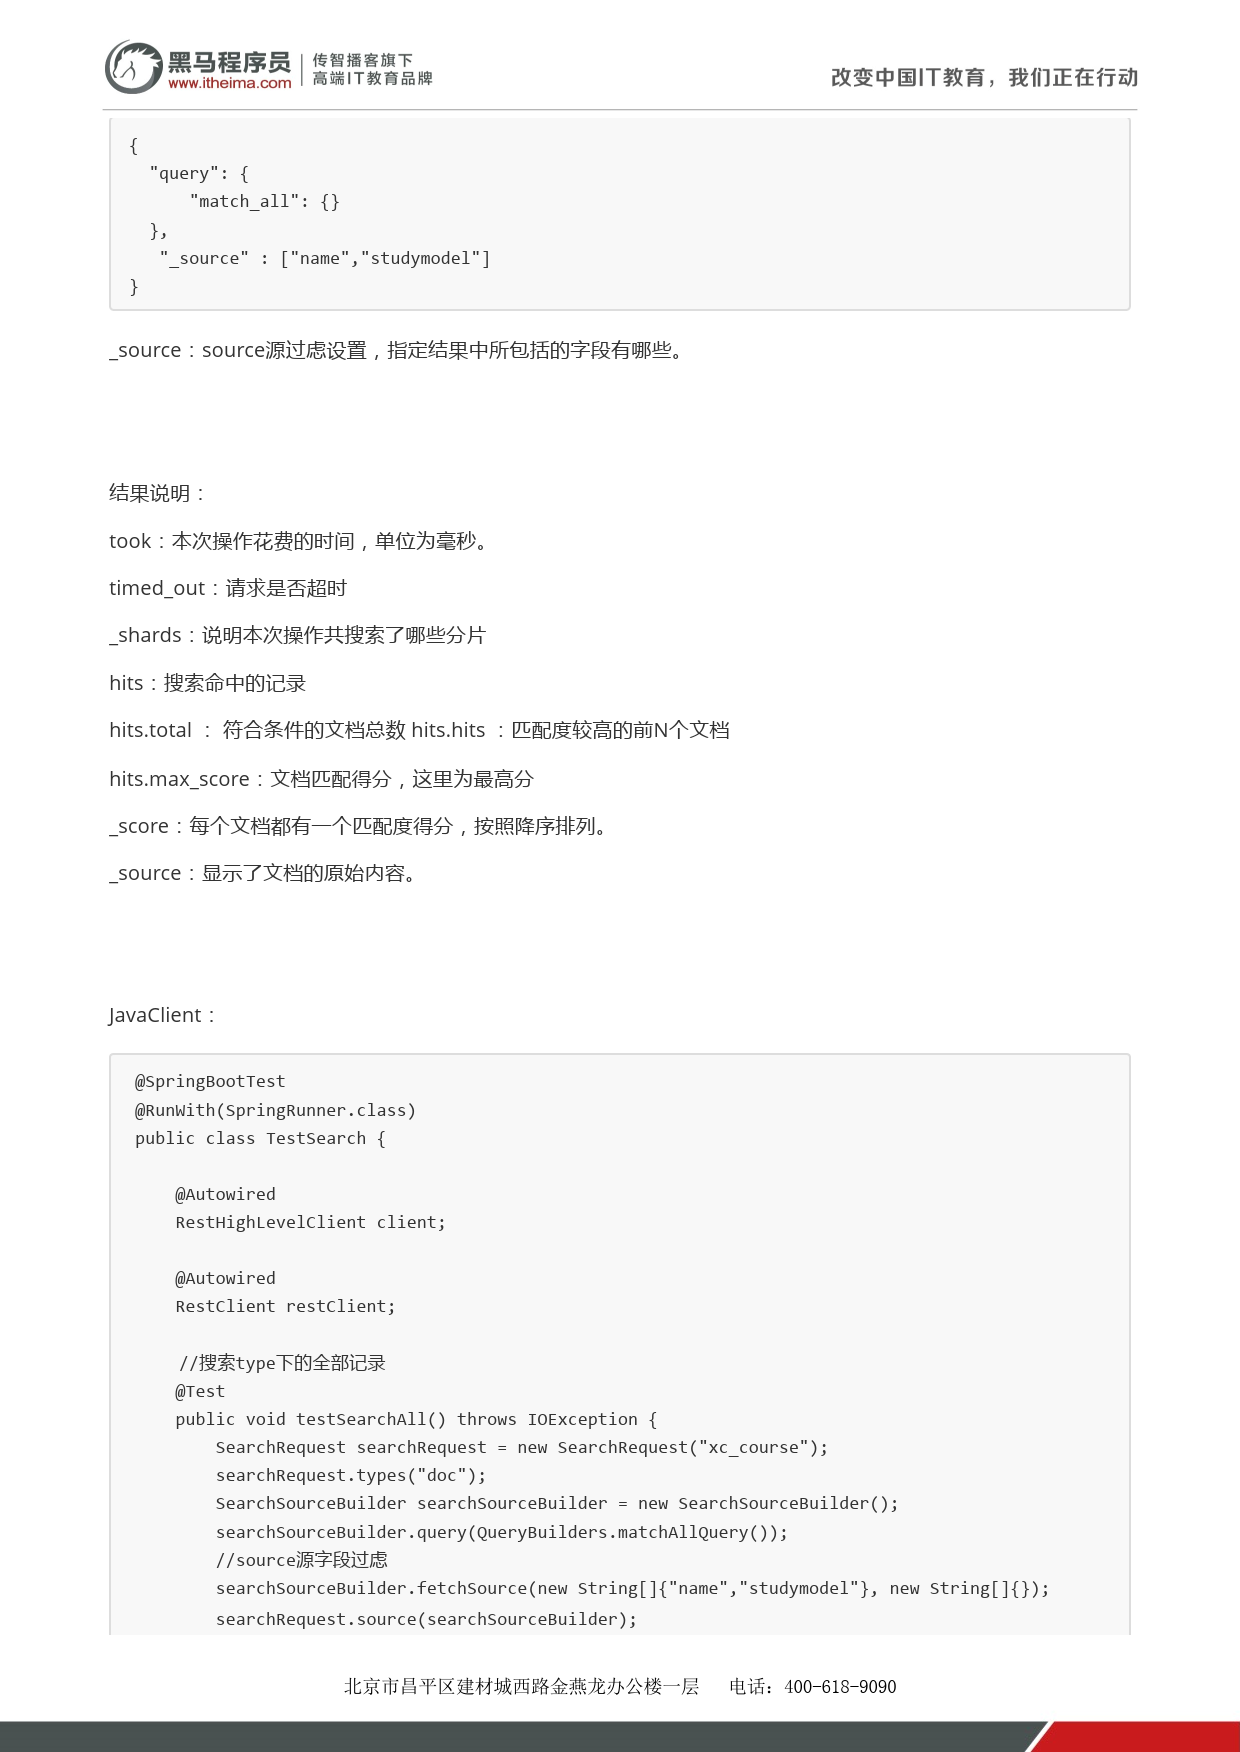 黑马程序员
www.itheima.com
传智播客旗下
高端IT教育品牌
改变中国IT教育，我们正在行动
{
  "query": {
      "match_all": {}
  },
   "_source" : ["name","studymodel"]
}
_source：source源过虑设置，指定结果中所包括的字段有哪些。
结果说明：
took：本次操作花费的时间，单位为毫秒。
timed_out：请求是否超时
_shards：说明本次操作共搜索了哪些分片
hits：搜索命中的记录
hits.total ： 符合条件的文档总数 hits.hits ：匹配度较高的前N个文档
hits.max_score：文档匹配得分，这里为最高分
_score：每个文档都有一个匹配度得分，按照降序排列。
_source：显示了文档的原始内容。
JavaClient：
@SpringBootTest
@RunWith(SpringRunner.class)
public class TestSearch {
    @Autowired
    RestHighLevelClient client;
    @Autowired
    RestClient restClient;
    //搜索type下的全部记录
    @Test
    public void testSearchAll() throws IOException {
        SearchRequest searchRequest = new SearchRequest("xc_course");
        searchRequest.types("doc");
        SearchSourceBuilder searchSourceBuilder = new SearchSourceBuilder();
        searchSourceBuilder.query(QueryBuilders.matchAllQuery());
        //source源字段过虑
        searchSourceBuilder.fetchSource(new String[]{"name","studymodel"}, new String[]{});
        searchRequest.source(searchSourceBuilder);
北京市昌平区建材城西路金燕龙办公楼一层 电话：400-618-9090